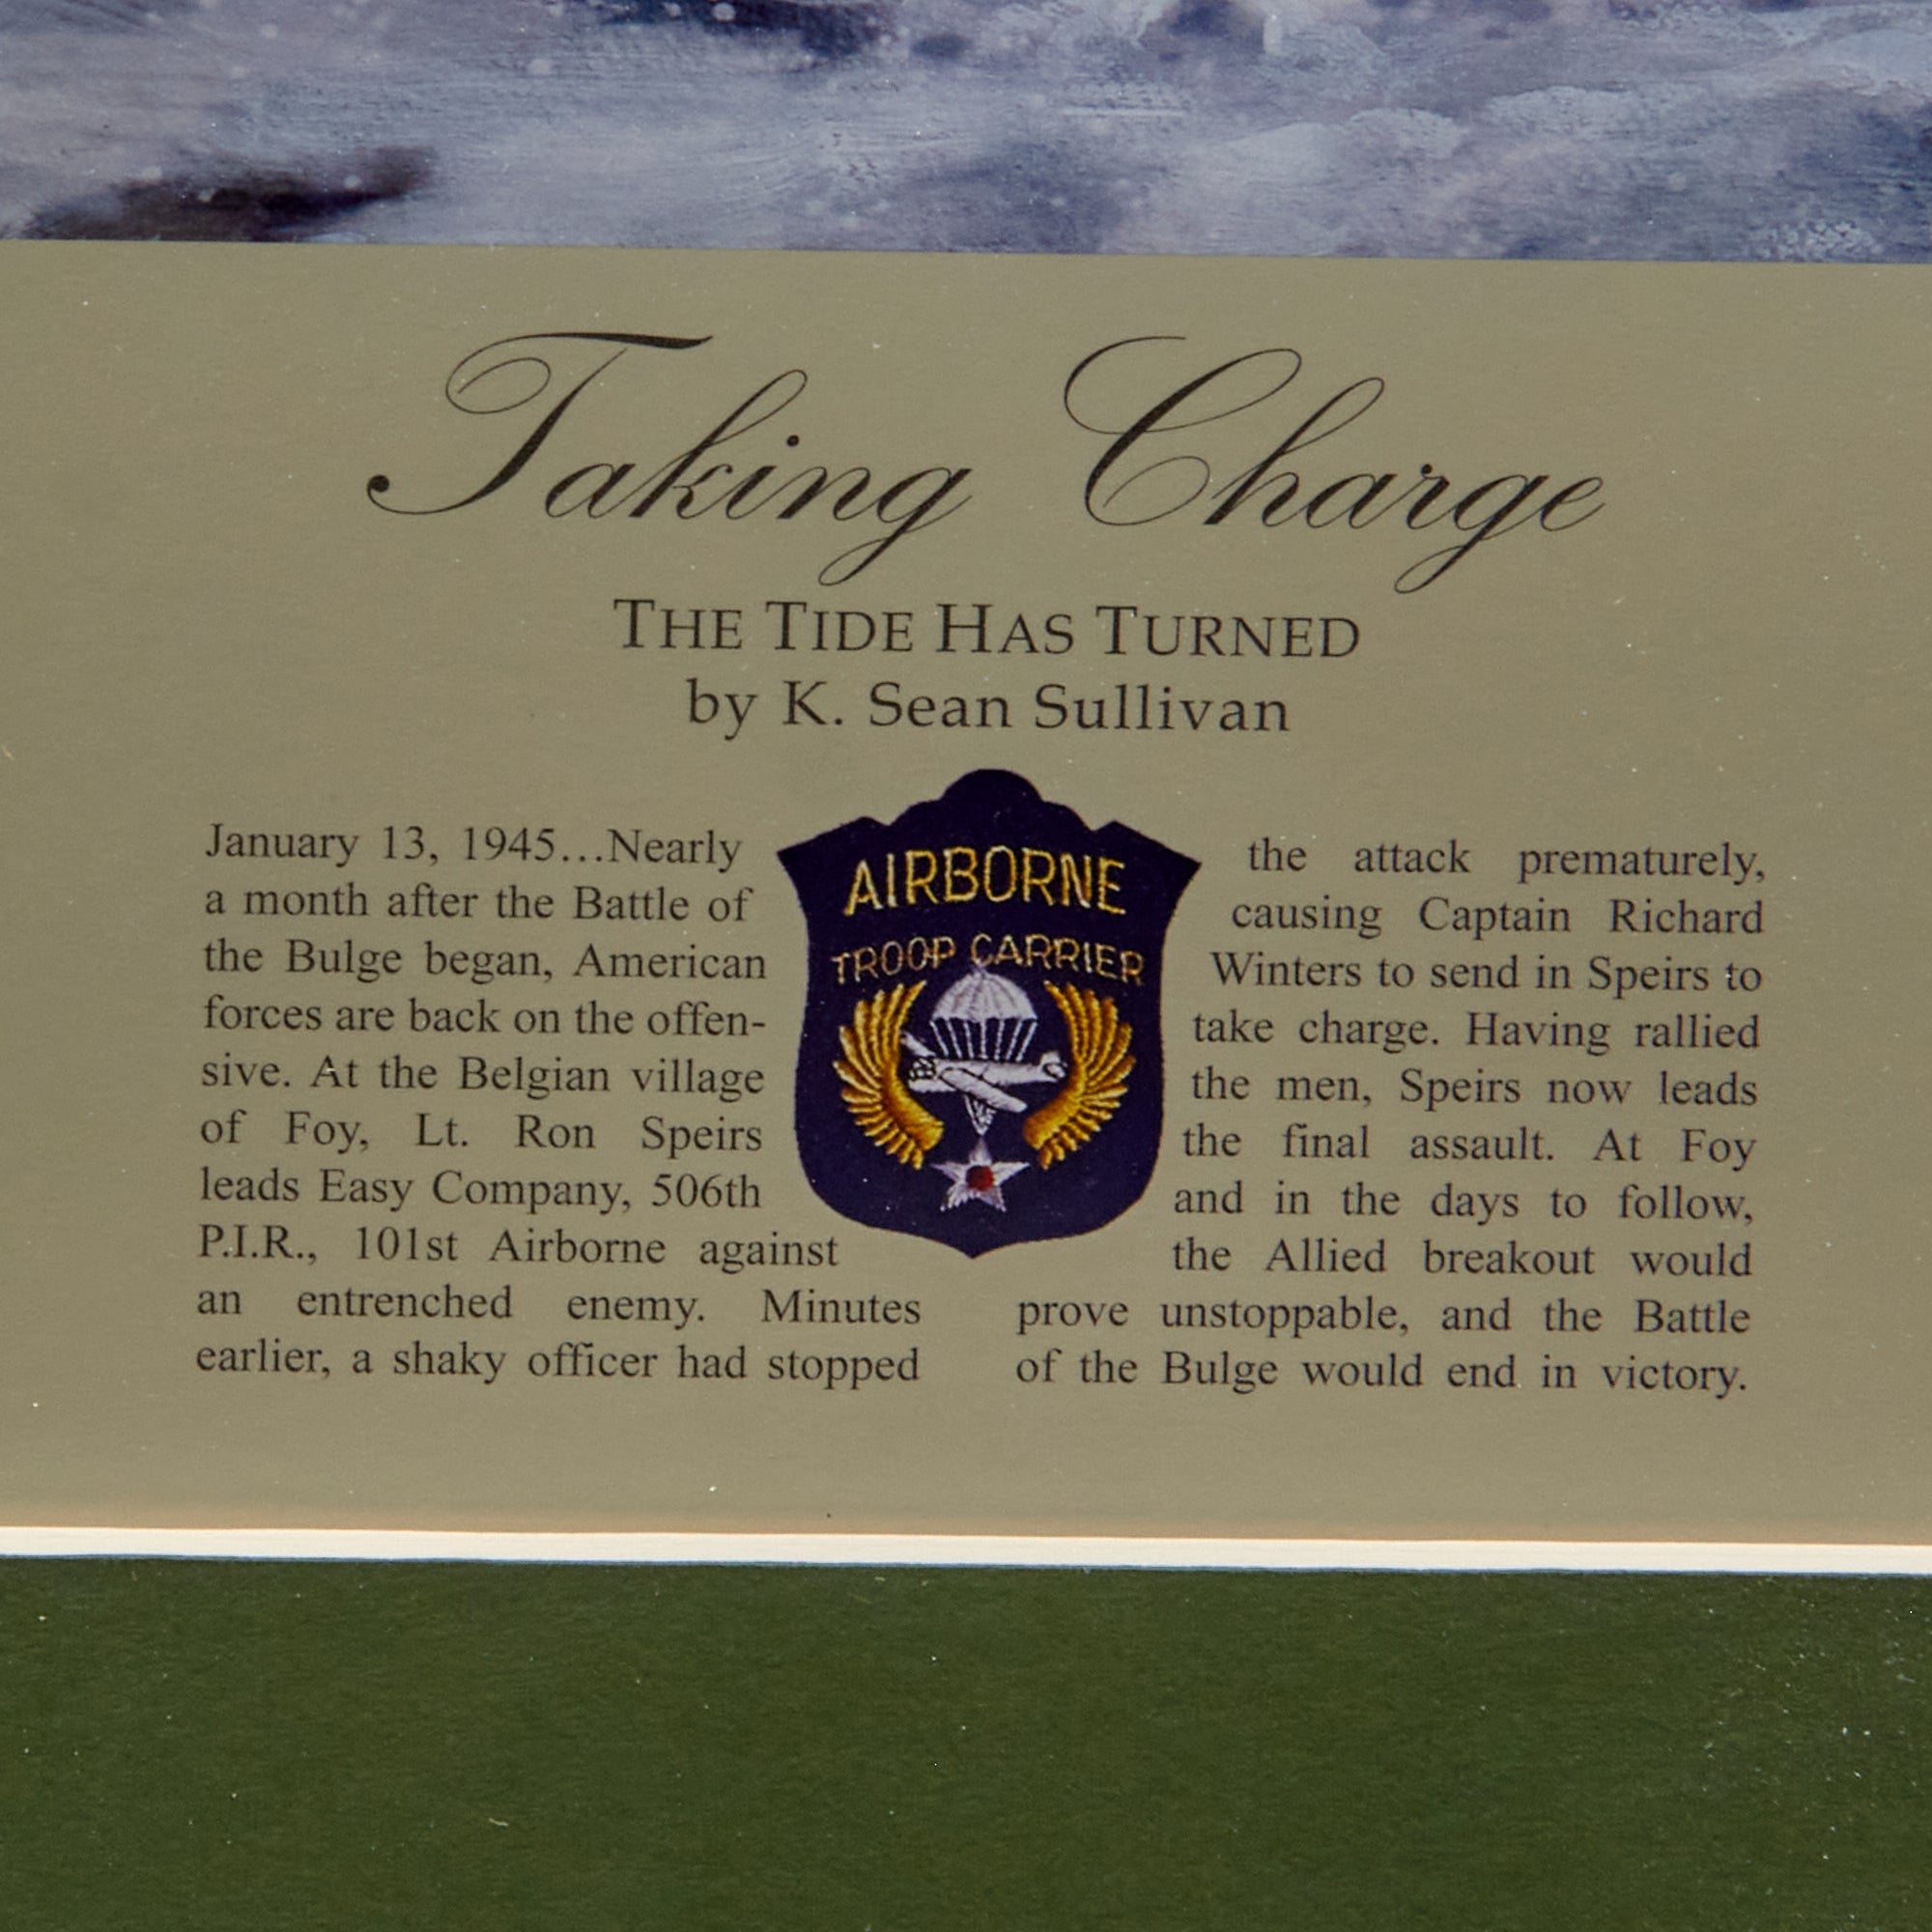 Taking Charge
THE TIDE HAS TURNED
by K. Sean Sullivan
AIRBORNE
TROOP CARRIER
January 13, 1945...Nearly
a month after the Battle of
the Bulge began, American
forces are back on the offen-
sive. At the Belgian village
of Foy, Lt. Ron Speirs
leads Easy Company, 506th
P.I.R., 101st Airborne against
an entrenched enemy. Minutes
earlier, a shaky officer had stopped
the attack prematurely,
causing Captain Richard
Winters to send in Speirs to
take charge. Having rallied
the men, Speirs now leads
the final assault. At Foy
and in the days to follow,
the Allied breakout would
prove unstoppable, and the Battle
of the Bulge would end in victory.